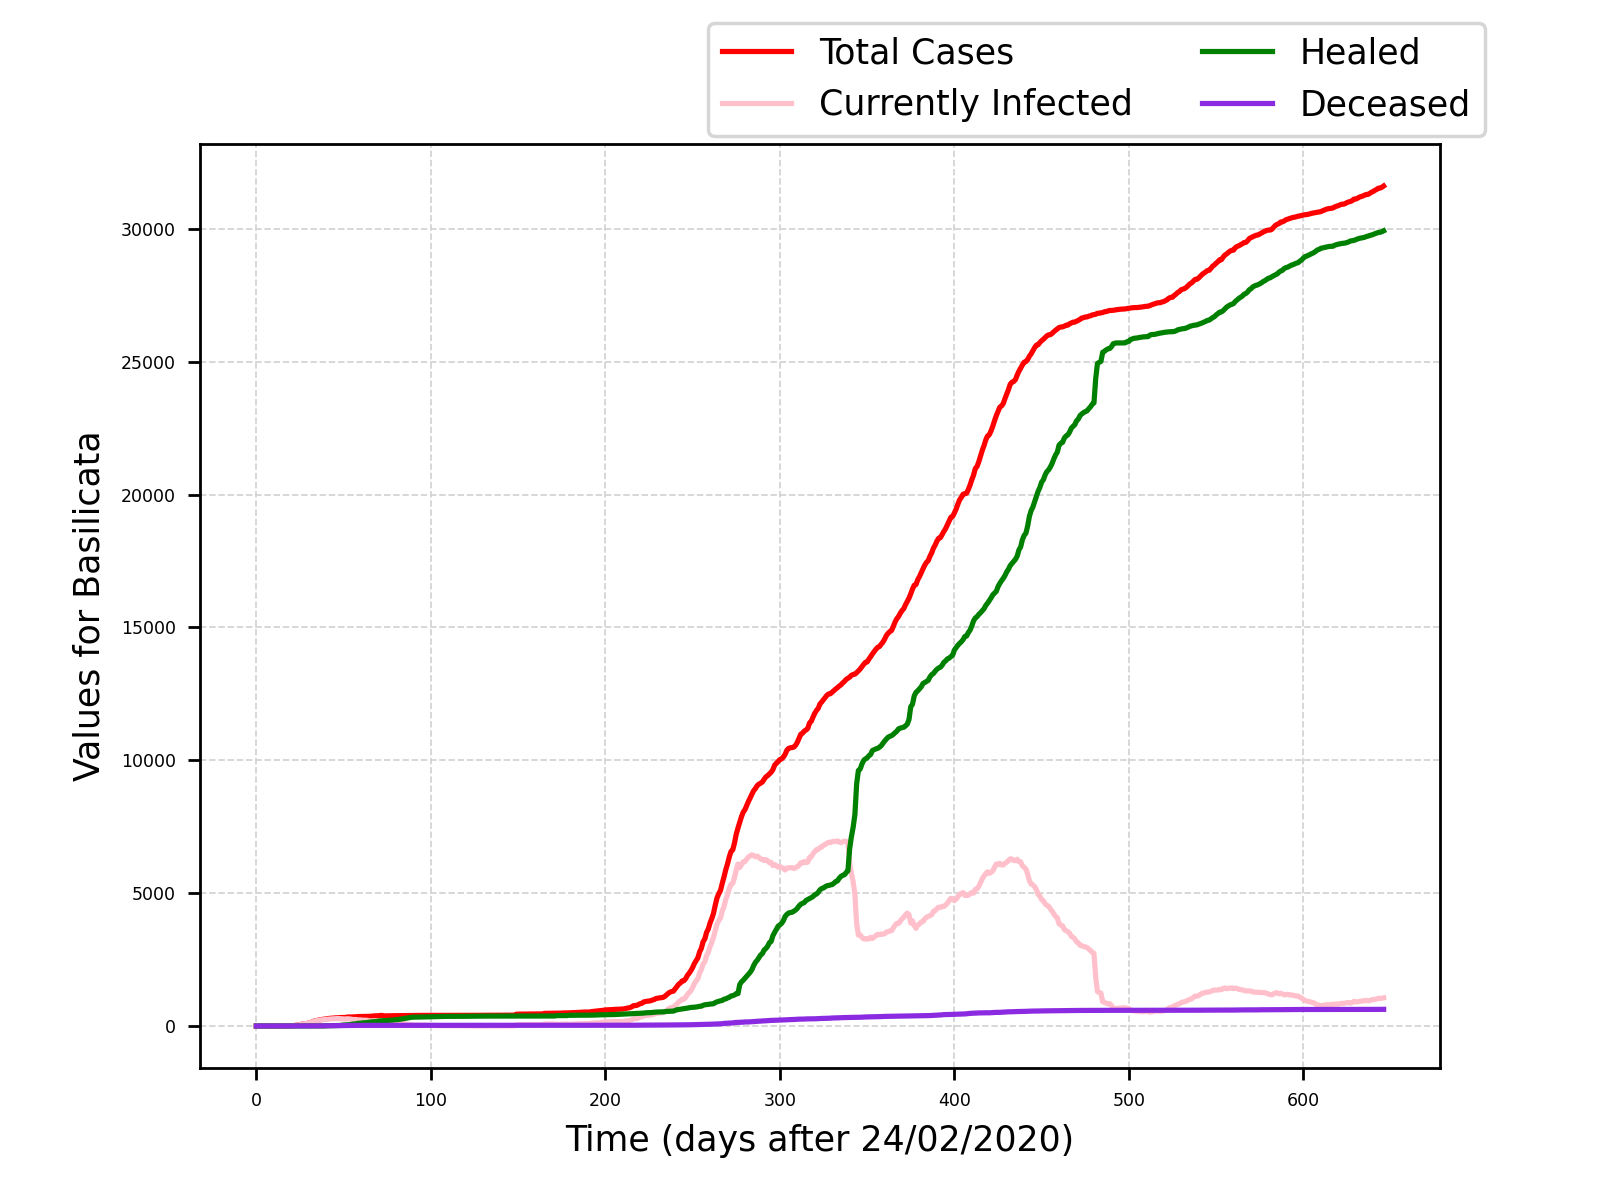 Total Cases
Currently Infected
Healed
Deceased
Values for Basilicata
30000
25000
20000
15000
10000
5000
0
0 100 200 300 400 500 600
Time (days after 24/02/2020)